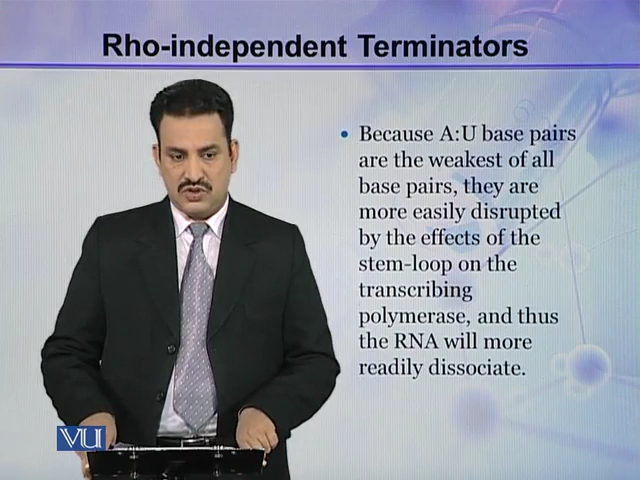 Rho-independent Terminators
• Because A:U base pairs
are the weakest of all
base pairs, they are
more easily disrupted
by the effects of the
stem-loop on the
transcribing
polymerase, and thus
the RNA will more
readily dissociate.
VU